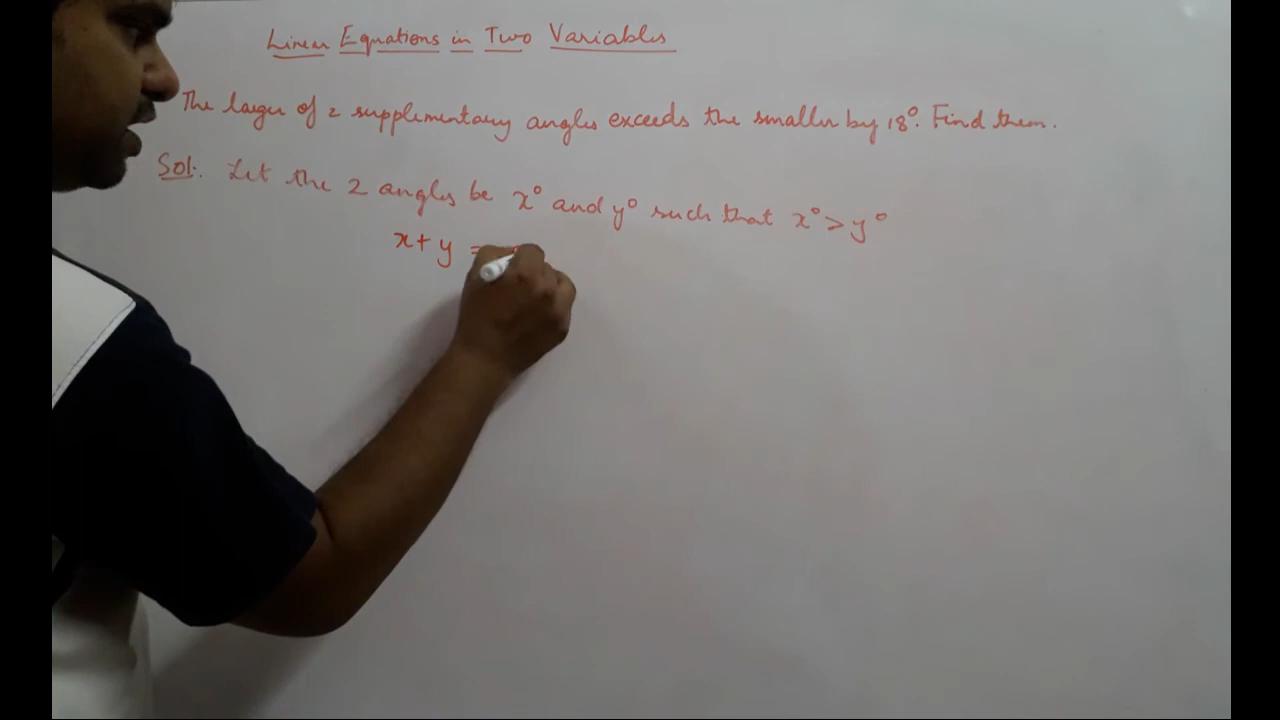 Linear Equations in Two Variables
The larger of 2 supplementary angles exceeds the smaller by 18°. Find them.
Sol. Let the 2 angles be x° and y° such that x° > y°
x + y =